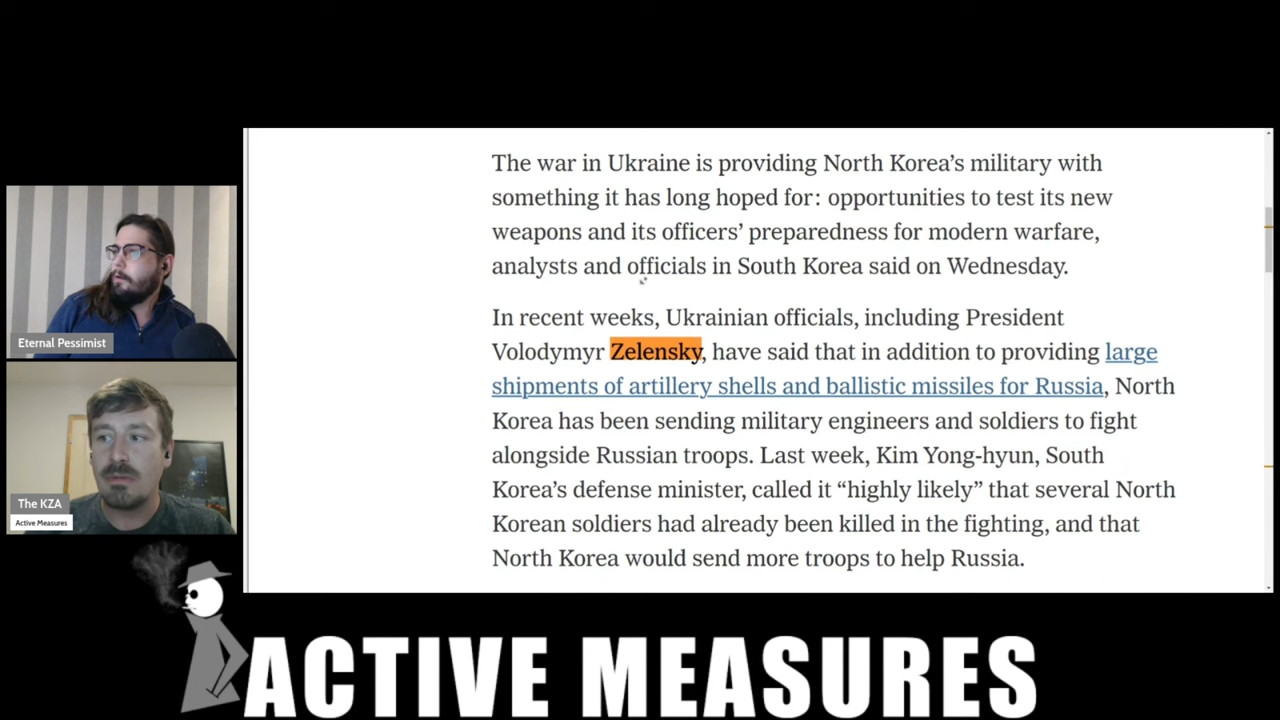 The war in Ukraine is providing North Korea’s military with
something it has long hoped for: opportunities to test its new
weapons and its officers’ preparedness for modern warfare,
analysts and officials in South Korea said on Wednesday.
In recent weeks, Ukrainian officials, including President
Volodymyr Zelensky, have said that in addition to providing large
shipments of artillery shells and ballistic missiles for Russia, North
Korea has been sending military engineers and soldiers to fight
alongside Russian troops. Last week, Kim Yong-hyun, South
Korea’s defense minister, called it “highly likely” that several North
Korean soldiers had already been killed in the fighting, and that
North Korea would send more troops to help Russia.
Eternal Pessimist
The KZA
Active Measures
ACTIVE MEASURES